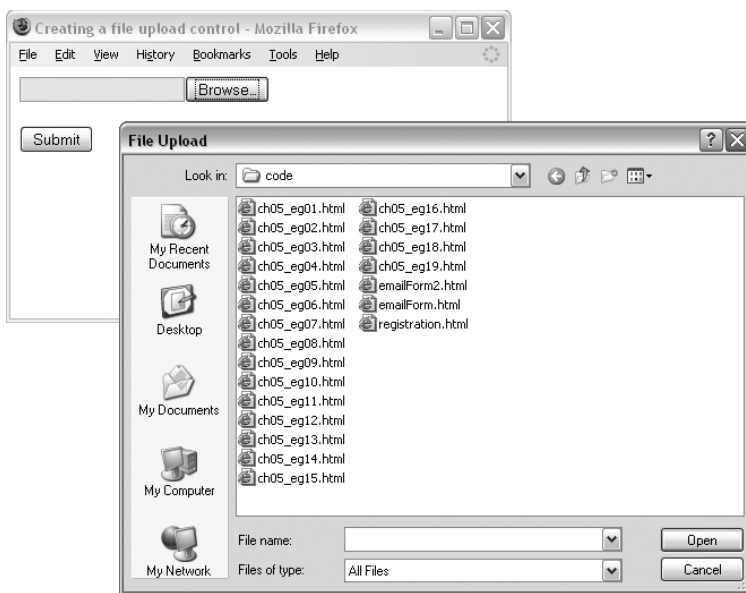 Creating a file upload control - Mozilla Firefox
File Edit View History Bookmarks Tools Help
Browse...
Submit
File Upload
Look in: code
My Recent Documents
Desktop
My Documents
My Computer
My Network
ch05_eg01.html
ch05_eg02.html
ch05_eg03.html
ch05_eg04.html
ch05_eg05.html
ch05_eg06.html
ch05_eg07.html
ch05_eg08.html
ch05_eg09.html
ch05_eg10.html
ch05_eg11.html
ch05_eg12.html
ch05_eg13.html
ch05_eg14.html
ch05_eg15.html
ch05_eg16.html
ch05_eg17.html
ch05_eg18.html
ch05_eg19.html
emailForm2.html
emailForm.html
registration.html
File name:
Open
Files of type: All Files
Cancel